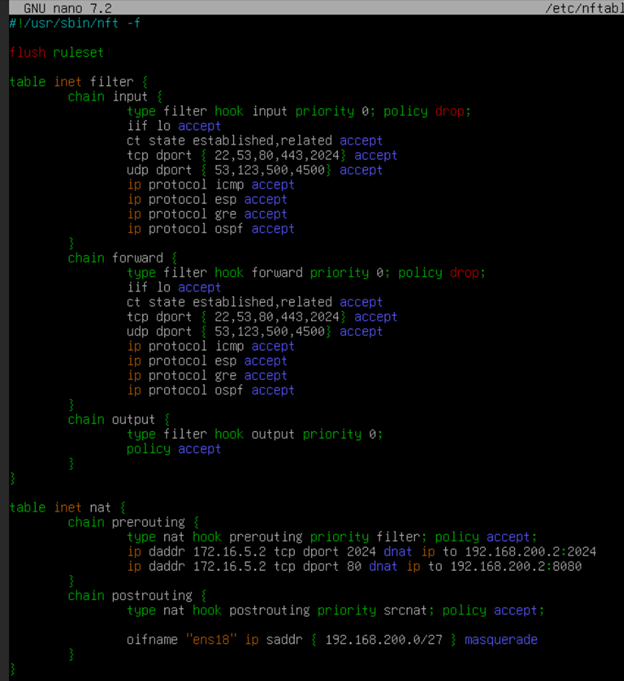 GNU nano 7.2 /etc/nftabl
#!/usr/sbin/nft -f
flush ruleset
table inet filter {
chain input {
type filter hook input priority 0; policy drop;
iif lo accept
ct state established,related accept
tcp dport { 22,53,80,443,2024} accept
udp dport { 53,123,500,4500} accept
ip protocol icmp accept
ip protocol esp accept
ip protocol gre accept
ip protocol ospf accept
}
chain forward {
type filter hook forward priority 0; policy drop;
iif lo accept
ct state established,related accept
tcp dport { 22,53,80,443,2024} accept
udp dport { 53,123,500,4500} accept
ip protocol icmp accept
ip protocol esp accept
ip protocol gre accept
ip protocol ospf accept
}
chain output {
type filter hook output priority 0;
policy accept
}
}
table inet nat {
chain prerouting {
type nat hook prerouting priority filter; policy accept;
ip daddr 172.16.5.2 tcp dport 2024 dnat ip to 192.168.200.2:2024
ip daddr 172.16.5.2 tcp dport 80 dnat ip to 192.168.200.2:8080
}
chain postrouting {
type nat hook postrouting priority srcnat; policy accept;
oifname "ens18" ip saddr { 192.168.200.0/27 } masquerade
}
}